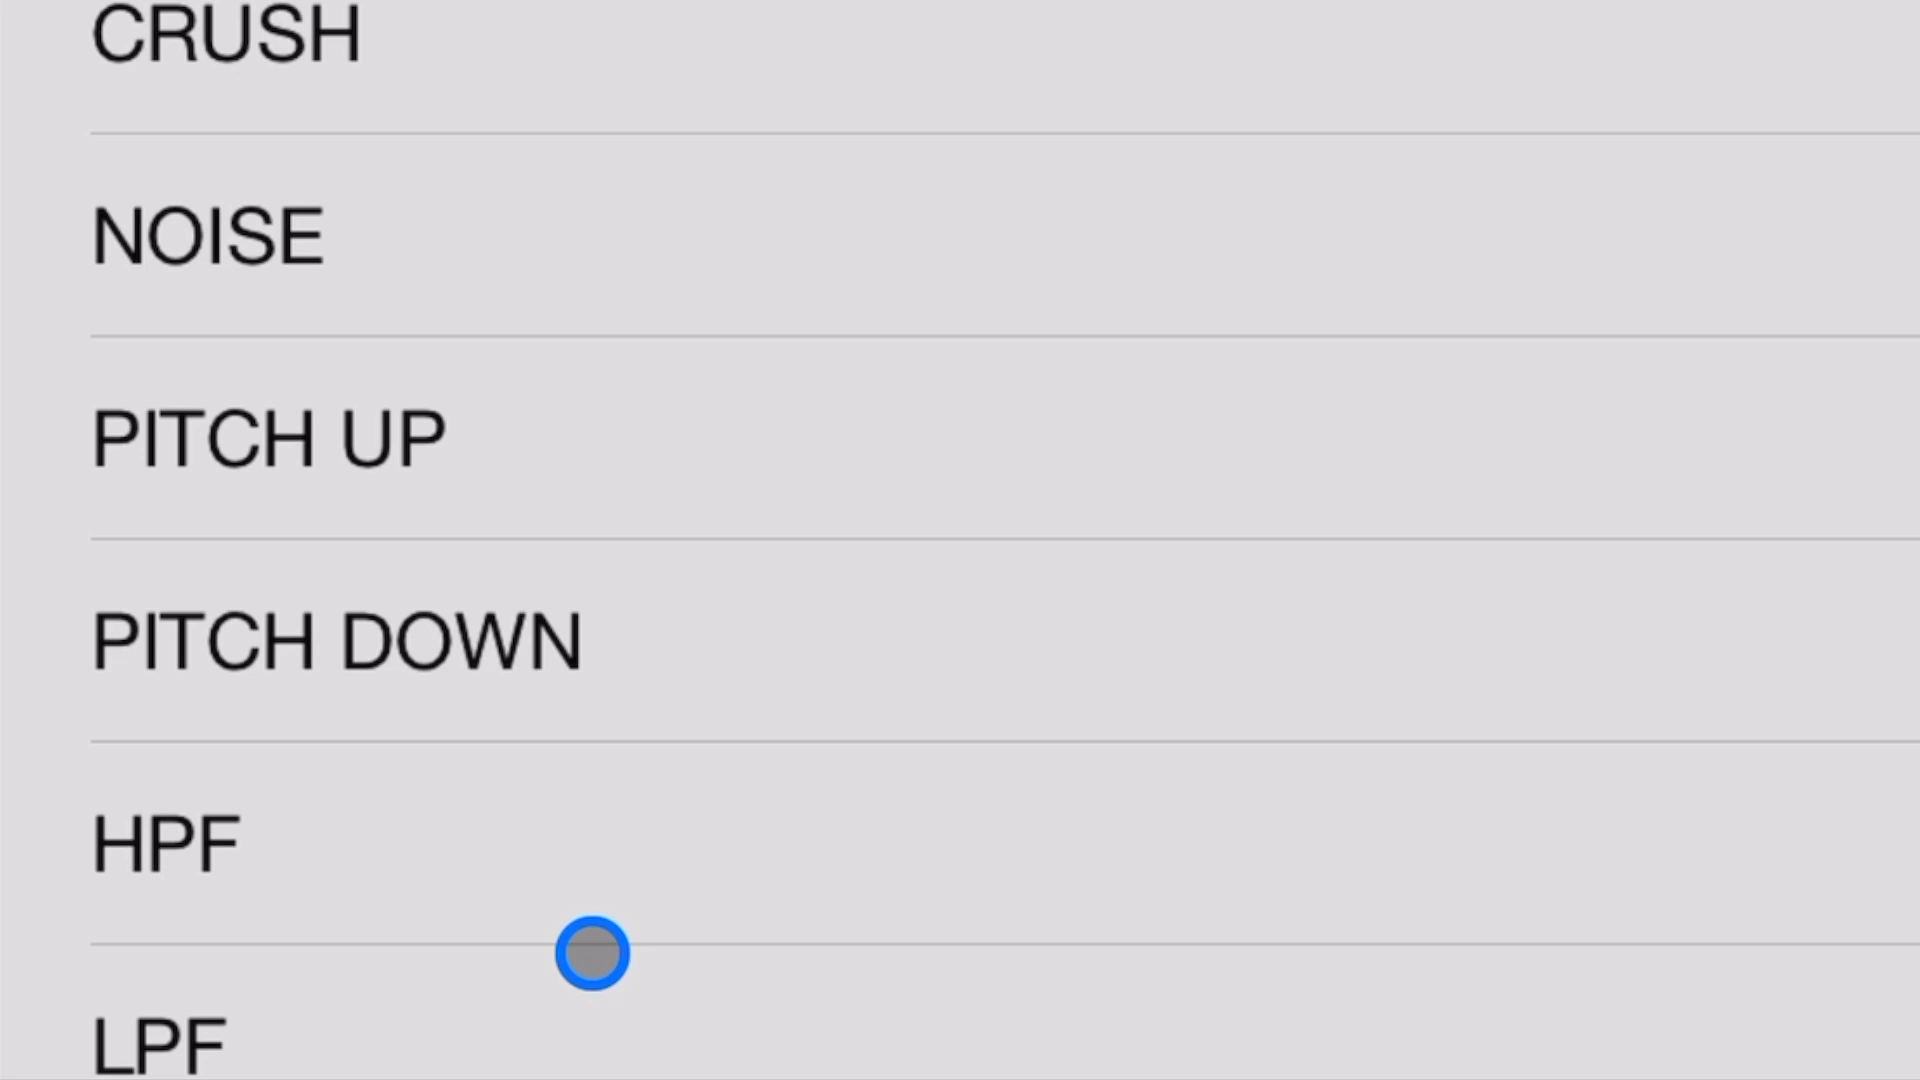 CRUSH
NOISE
PITCH UP
PITCH DOWN
HPF
LPF